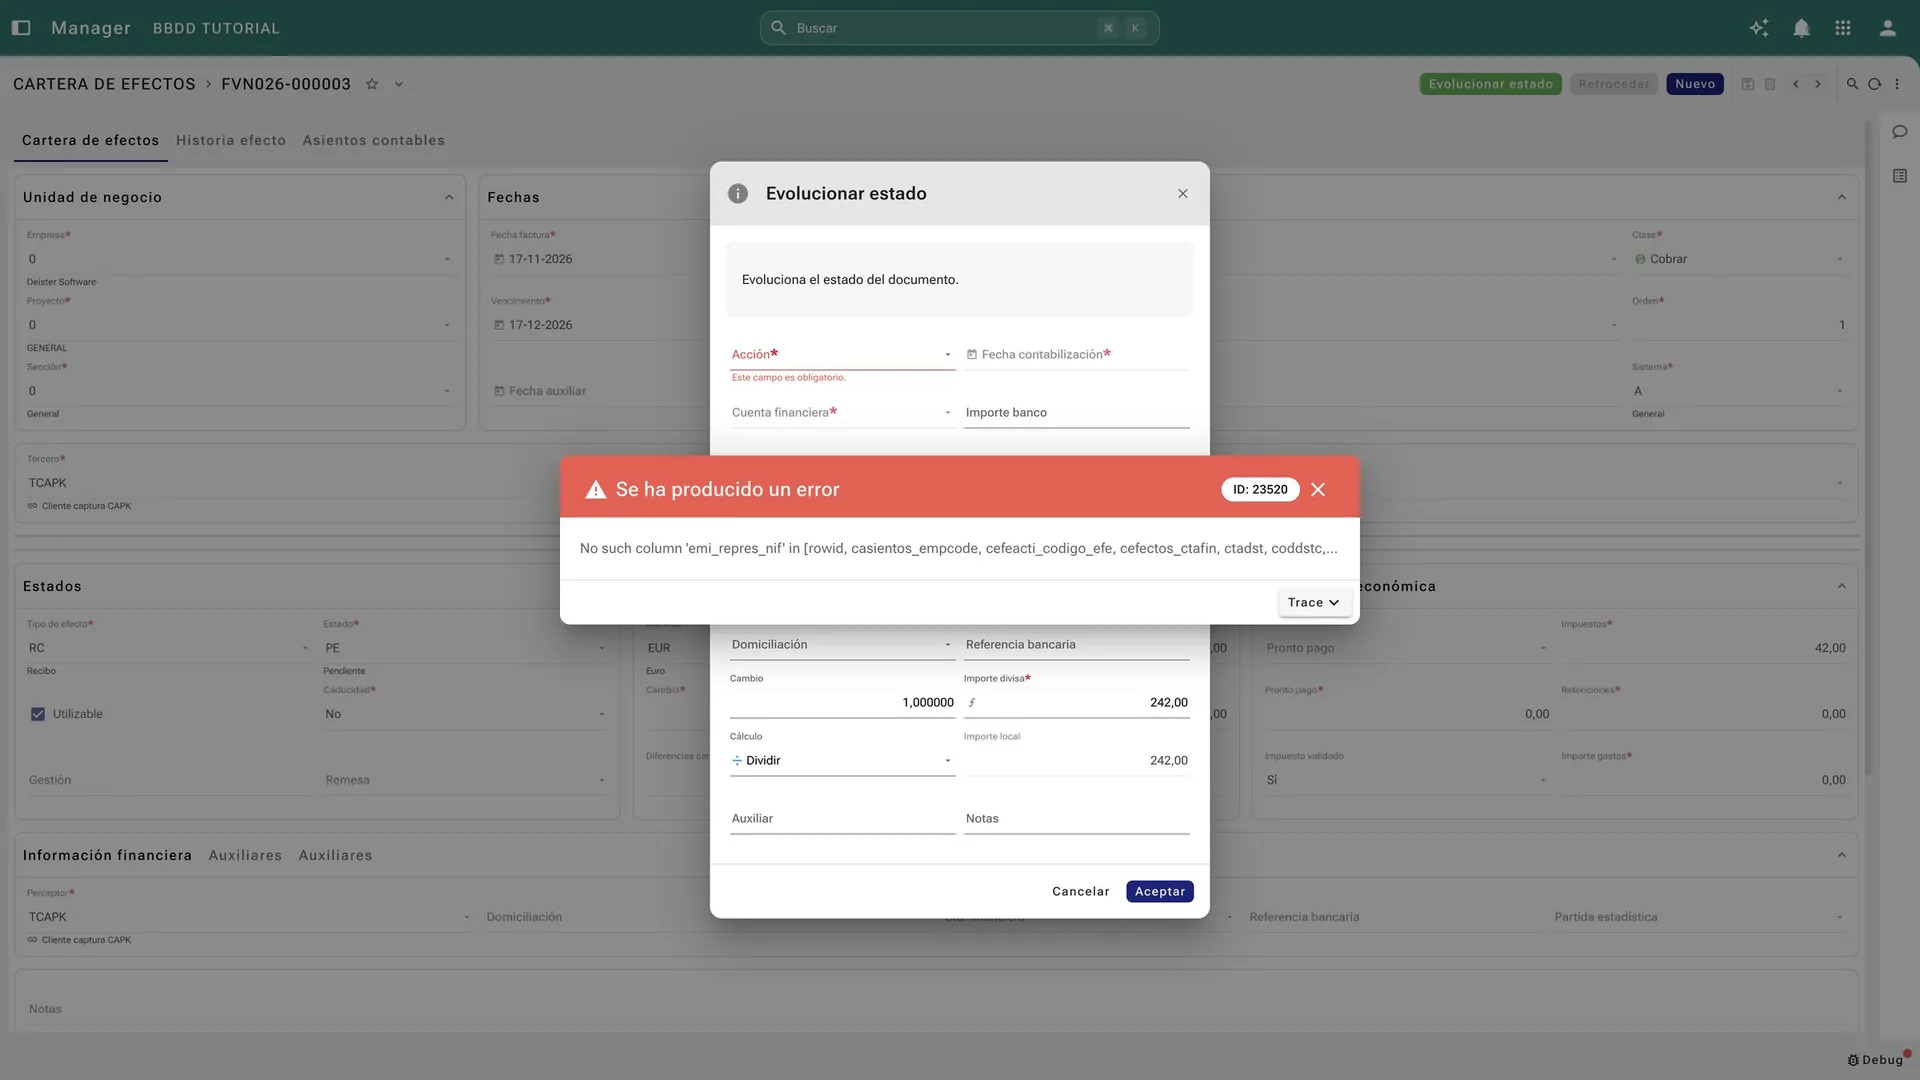 Manager BBDD TUTORIAL
Buscar ⌘ K
CARTERA DE EFECTOS > FVN026-000003
Evolucionar estado Retroceder Nuevo
Cartera de efectos Historia efecto Asientos contables
Unidad de negocio
Empresa*
0
Deister Software
Proyecto*
0
GENERAL
Sección*
0
General
Fechas
Fecha factura*
17-11-2026
Vencimiento*
17-12-2026
Fecha auxiliar
Clase*
Cobrar
Orden*
1
Sistema*
A
General
Tercero*
TCAPK
Cliente captura CAPK
Evolucionar estado
Evoluciona el estado del documento.
Acción*
Este campo es obligatorio.
Fecha contabilización*
Cuenta financiera*
Importe banco
Se ha producido un error
ID: 23520
No such column 'emi_repres_nif' in [rowid, casientos_empcode, cefeacti_codigo_efe, cefectos_ctafin, ctadst, coddstc,...
Trace
Domiciliación
Referencia bancaria
Cambio
1,000000
Importe divisa*
242,00
Cálculo
Dividir
Importe local
242,00
Auxiliar
Notas
Cancelar Aceptar
Estados
Tipo de efecto*
RC
Recibo
Estado*
PE
Pendiente
Utilizable
Caducidad*
No
Gestión
Remesa
EUR
Euro
Cambio*
Diferencias
,00
,00
económica
Pronto pago
Impuestos*
42,00
Pronto pago*
0,00
Retenciones*
0,00
Impuesto validado
Sí
Importe gastos*
0,00
Información financiera Auxiliares Auxiliares
Perceptor*
TCAPK
Cliente captura CAPK
Domiciliación
Referencia bancaria
Partida estadística
Notas
Debug